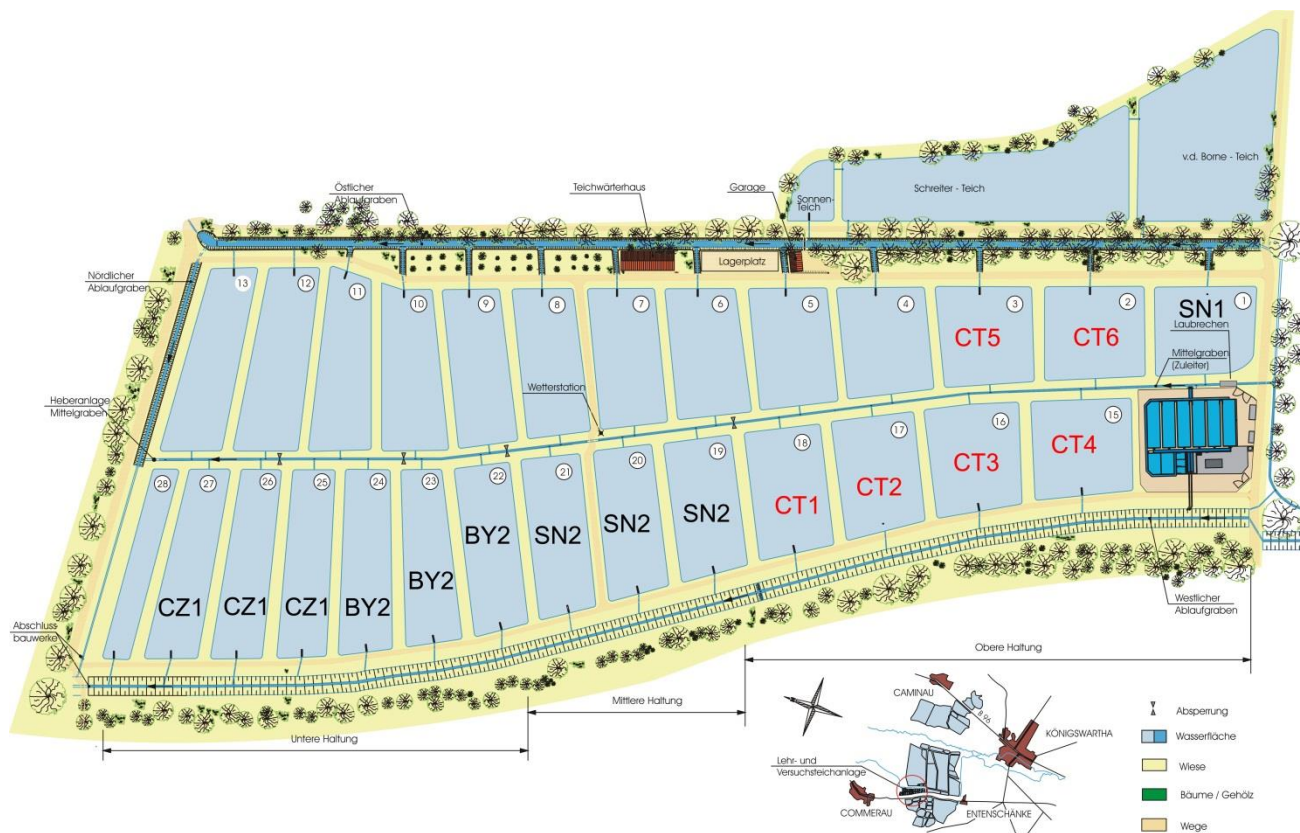 v.d. Borne - Teich
Schreiter - Teich
Sonnen-
Teich
Östlicher
Ablaufgraben
Teichwärterhaus
Garage
Lagerplatz
Nördlicher
Ablaufgraben
13
12
11
10
9
8
7
6
5
4
3
2
1
CT5
CT6
SN1
Laubrechen
Mittelgraben
(Zuleiter)
Wetterstation
Heberanlage
Mittelgraben
28
27
26
25
24
23
22
21
20
19
18
17
16
15
CZ1
CZ1
CZ1
BY2
BY2
BY2
SN2
SN2
SN2
CT1
CT2
CT3
CT4
Abschluss
bauwerke
Westlicher
Ablaufgraben
Obere Haltung
Mittlere Haltung
Untere Haltung
CAMINAU
B 96
KÖNIGSWARTHA
Lehr- und
Versuchsteichanlage
COMMERAU
ENTENSCHÄNKE
Absperrung
Wasserfläche
Wiese
Bäume / Gehölz
Wege